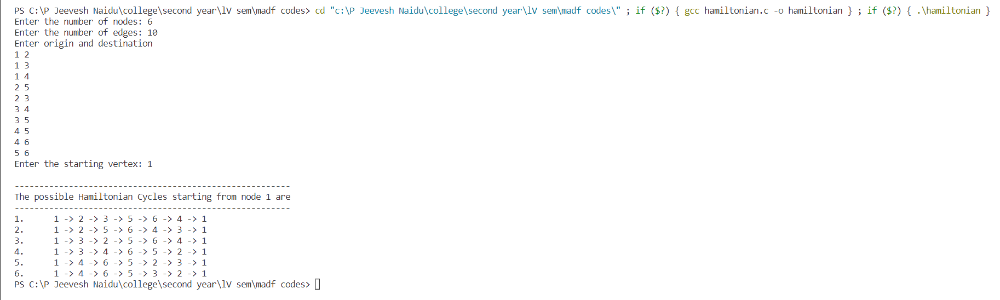 PS C:\P Jeevesh Naidu\college\second year\lV sem\madf codes> cd "c:\P Jeevesh Naidu\college\second year\lV sem\madf codes\" ; if ($?) { gcc hamiltonian.c -o hamiltonian } ; if ($?) { .\hamiltonian }
Enter the number of nodes: 6
Enter the number of edges: 10
Enter origin and destination
1 2
1 3
1 4
2 5
2 3
3 4
3 5
4 5
4 6
5 6
Enter the starting vertex: 1
--------------------------------------------------------
The possible Hamiltonian Cycles starting from node 1 are
--------------------------------------------------------
1.      1 -> 2 -> 3 -> 5 -> 6 -> 4 -> 1
2.      1 -> 2 -> 5 -> 6 -> 4 -> 3 -> 1
3.      1 -> 3 -> 2 -> 5 -> 6 -> 4 -> 1
4.      1 -> 3 -> 4 -> 6 -> 5 -> 2 -> 1
5.      1 -> 4 -> 6 -> 5 -> 2 -> 3 -> 1
6.      1 -> 4 -> 6 -> 5 -> 3 -> 2 -> 1
PS C:\P Jeevesh Naidu\college\second year\lV sem\madf codes>